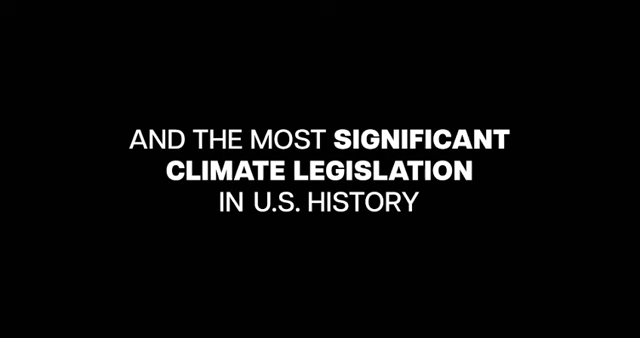 AND THE MOST SIGNIFICANT
CLIMATE LEGISLATION
IN U.S. HISTORY